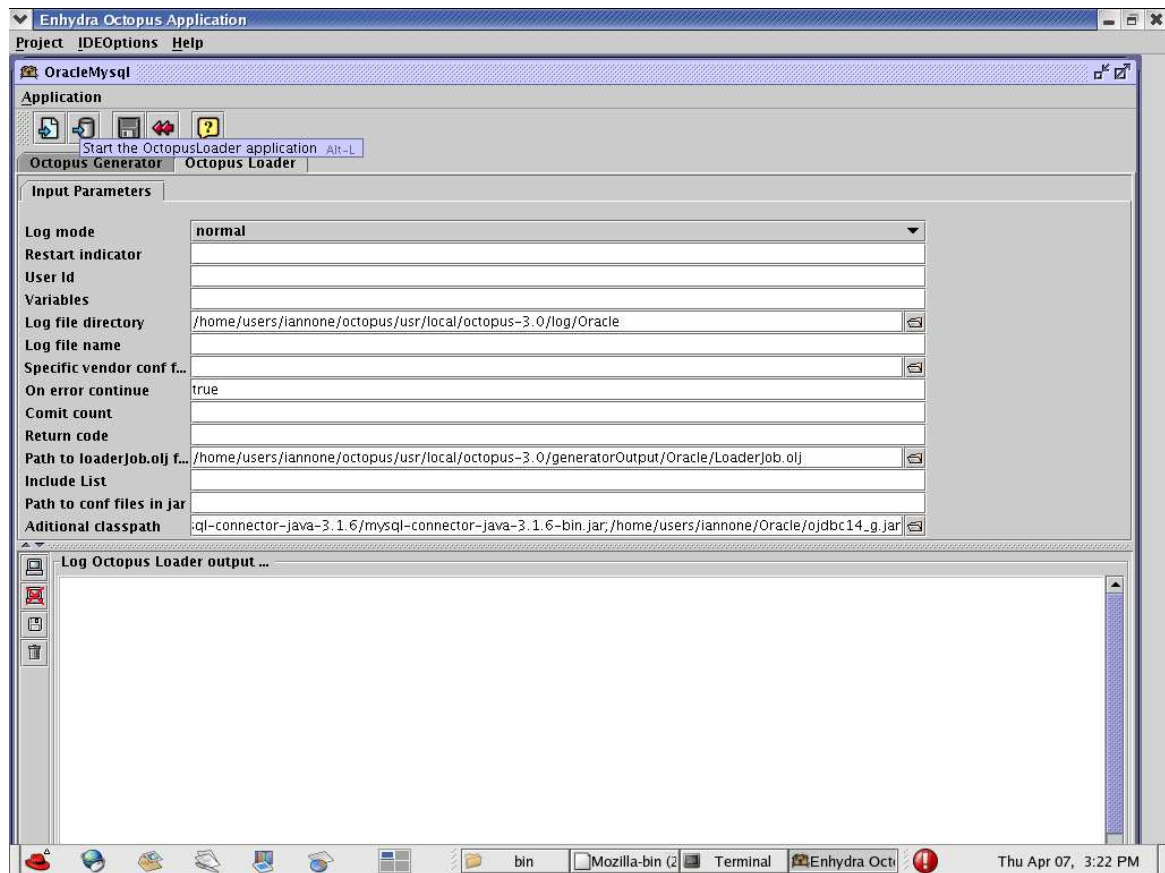 Enhydra Octopus Application
Project IDEOptions Help
OracleMysql
Application
Start the OctopusLoader application Alt-L
Octopus Generator Octopus Loader
Input Parameters
Log mode normal
Restart indicator
User Id
Variables
Log file directory /home/users/iannone/octopus/usr/local/octopus-3.0/log/Oracle
Log file name
Specific vendor conf f...
On error continue true
Comit count
Return code
Path to loaderJob.olj f... /home/users/iannone/octopus/usr/local/octopus-3.0/generatorOutput/Oracle/LoaderJob.olj
Include List
Path to conf files in jar
Aditional classpath ql-connector-java-3.1.6/mysql-connector-java-3.1.6-bin.jar;/home/users/iannone/Oracle/ojdbc14_g.jar
Log Octopus Loader output ...
bin Mozilla-bin (2 Terminal Enhydra Oct Thu Apr 07, 3:22 PM